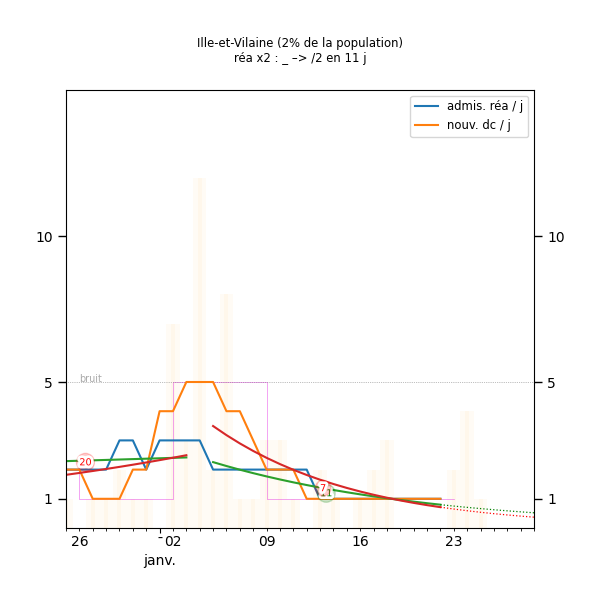 Ille-et-Vilaine (2% de la population)
réa x2 : _ –> /2 en 11 j
admis. réa / j
nouv. dc / j
10 10
bruit
5 5
20
7
1 1
26 02 09 16 23
janv.